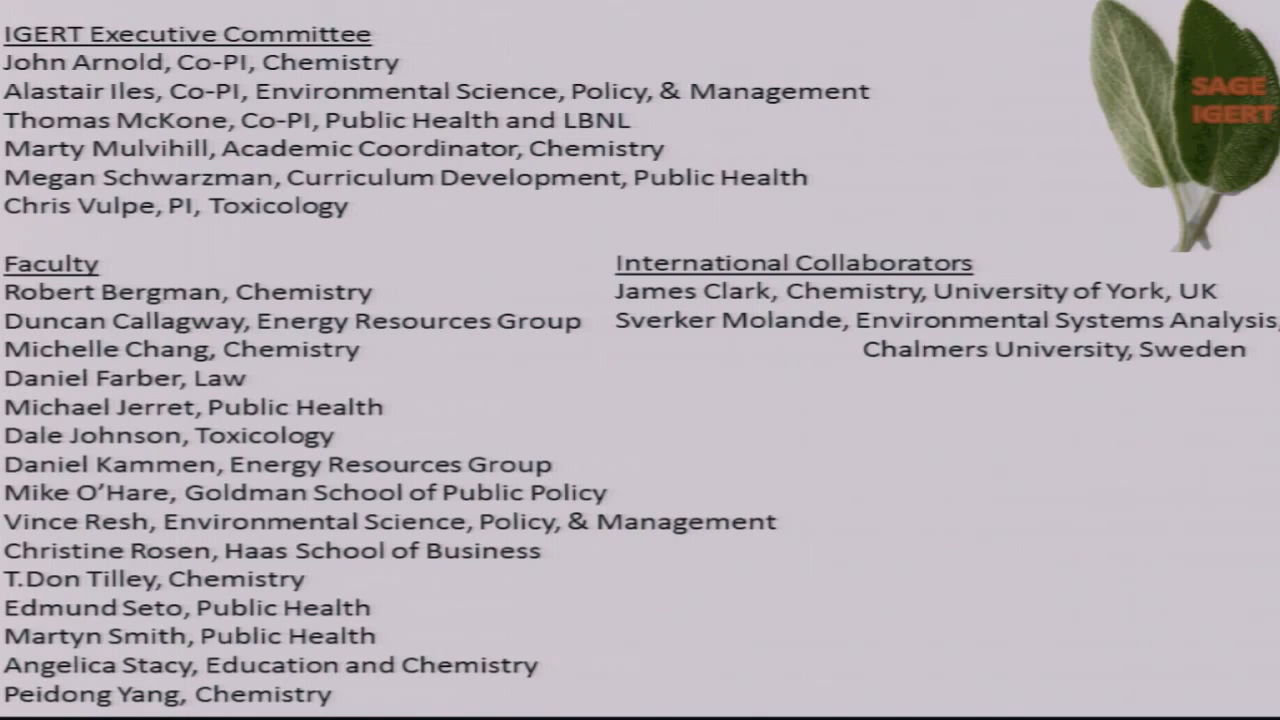 IGERT Executive Committee
John Arnold, Co-PI, Chemistry
Alastair Iles, Co-PI, Environmental Science, Policy, & Management
Thomas McKone, Co-PI, Public Health and LBNL
Marty Mulvihill, Academic Coordinator, Chemistry
Megan Schwarzman, Curriculum Development, Public Health
Chris Vulpe, PI, Toxicology
SAGE
IGERT
Faculty
Robert Bergman, Chemistry
Duncan Callagway, Energy Resources Group
Michelle Chang, Chemistry
Daniel Farber, Law
Michael Jerret, Public Health
Dale Johnson, Toxicology
Daniel Kammen, Energy Resources Group
Mike O’Hare, Goldman School of Public Policy
Vince Resh, Environmental Science, Policy, & Management
Christine Rosen, Haas School of Business
T.Don Tilley, Chemistry
Edmund Seto, Public Health
Martyn Smith, Public Health
Angelica Stacy, Education and Chemistry
Peidong Yang, Chemistry
International Collaborators
James Clark, Chemistry, University of York, UK
Sverker Molande, Environmental Systems Analysis,
Chalmers University, Sweden